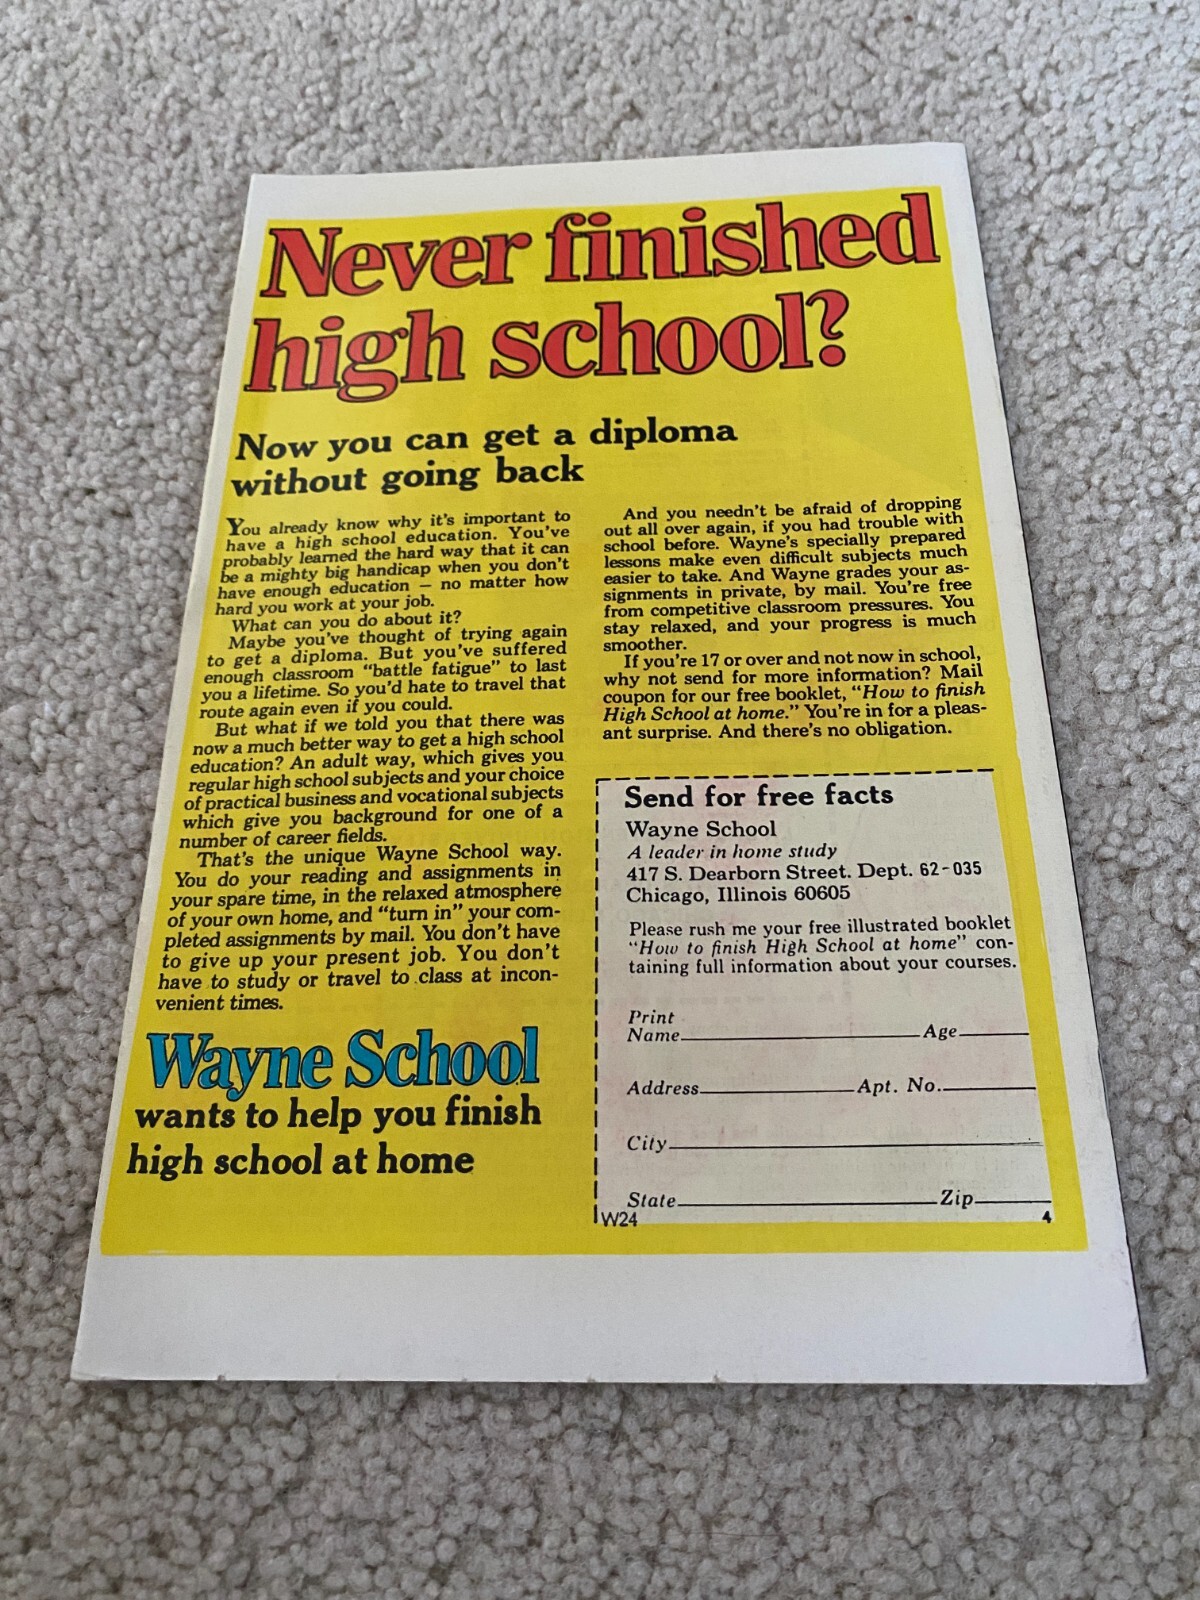 Never finished
high school?
Now you can get a diploma
without going back
You already know why it's important to
have a high school education. You've
probably learned the hard way that it can
be a mighty big handicap when you don't
have enough education — no matter how
hard you work at your job.
What can you do about it?
Maybe you've thought of trying again
to get a diploma. But you've suffered
enough classroom "battle fatigue" to last
you a lifetime. So you'd hate to travel that
route again even if you could.
But what if we told you that there was
now a much better way to get a high school
education? An adult way, which gives you
regular high school subjects and your choice
of practical business and vocational subjects
which give you background for one of a
number of career fields.
That's the unique Wayne School way.
You do your reading and assignments in
your spare time, in the relaxed atmosphere
of your own home, and "turn in" your com-
pleted assignments by mail. You don't have
to give up your present job. You don't
have to study or travel to class at incon-
venient times.
Wayne School
wants to help you finish
high school at home
And you needn't be afraid of dropping
out all over again, if you had trouble with
school before. Wayne's specially prepared
lessons make even difficult subjects much
easier to take. And Wayne grades your as-
signments in private, by mail. You're free
from competitive classroom pressures. You
stay relaxed, and your progress is much
smoother.
If you're 17 or over and not now in school,
why not send for more information? Mail
coupon for our free booklet, "How to finish
High School at home." You're in for a pleas-
ant surprise. And there's no obligation.
Send for free facts
Wayne School
A leader in home study
417 S. Dearborn Street. Dept. 62-035
Chicago, Illinois 60605
Please rush me your free illustrated booklet
"How to finish High School at home" con-
taining full information about your courses.
Print
Name Age
Address Apt. No.
City
State Zip
W24 4